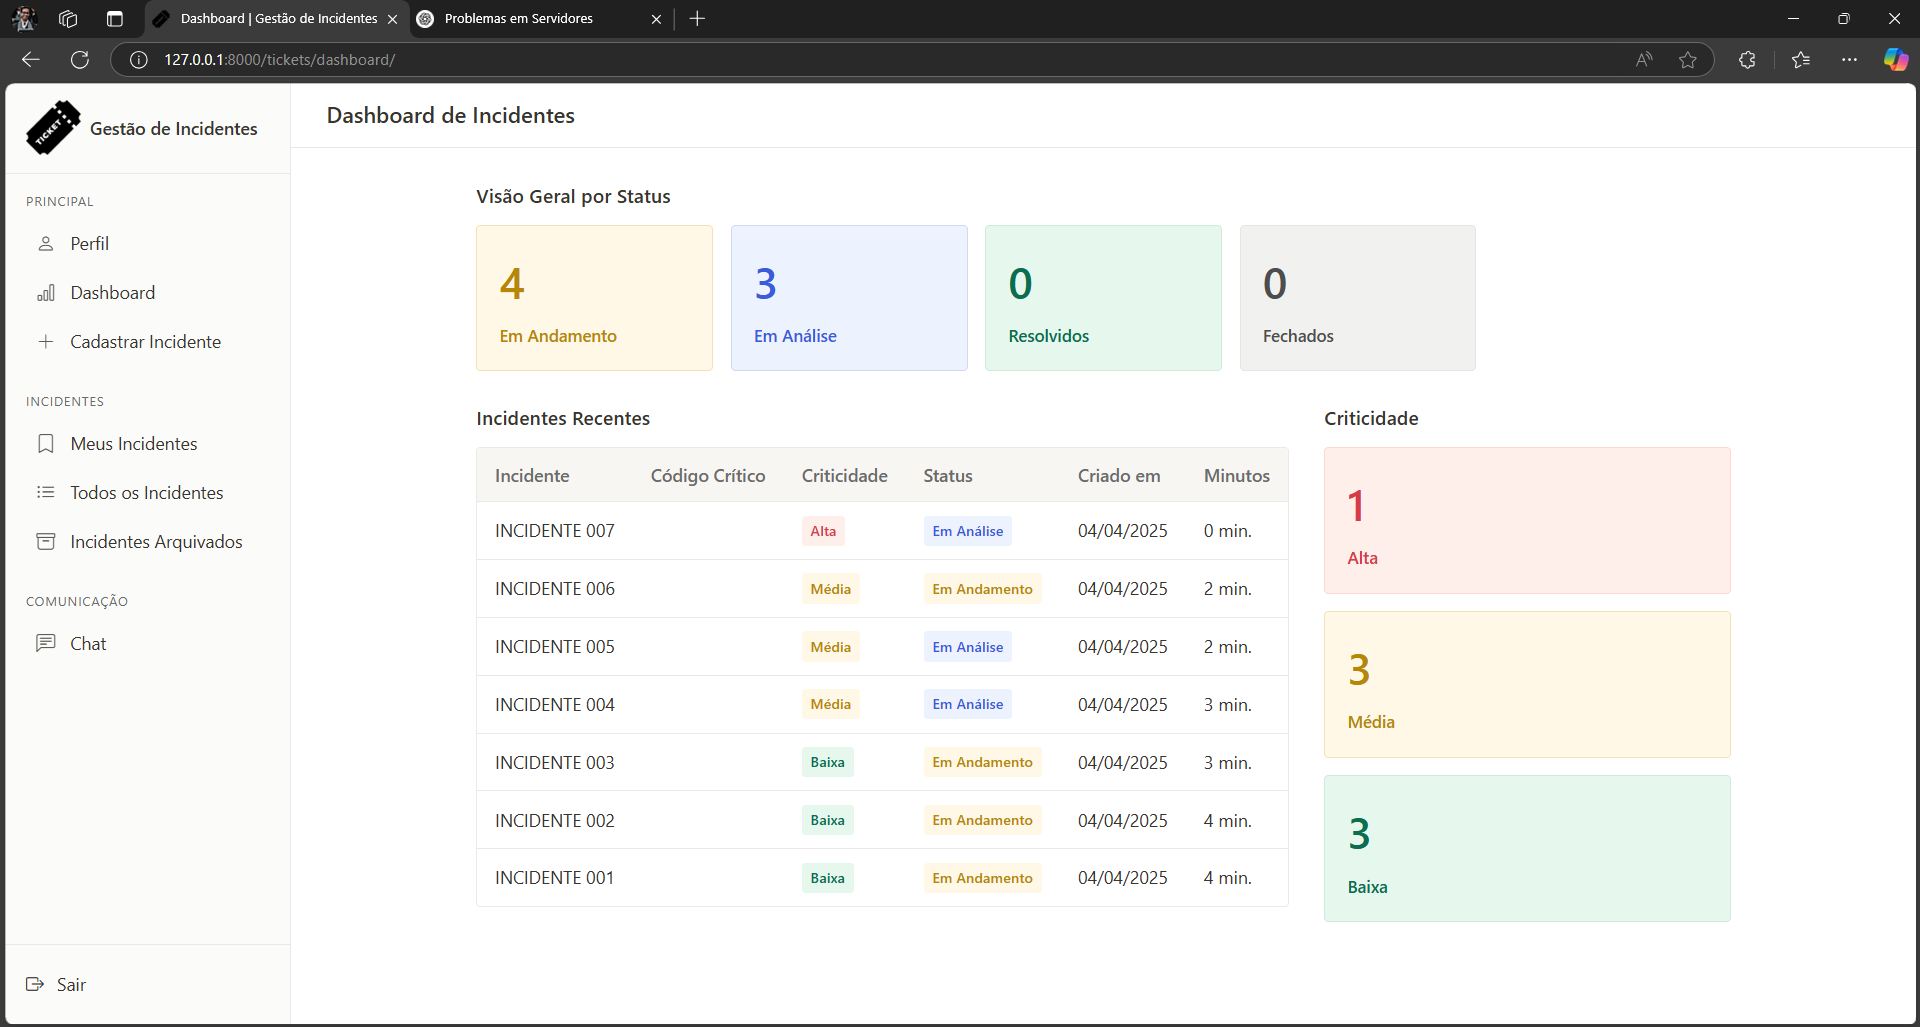 Dashboard | Gestão de Incidentes
Problemas em Servidores
127.0.0.1:8000/tickets/dashboard/
TICKET
Gestão de Incidentes
PRINCIPAL
Perfil
Dashboard
Cadastrar Incidente
INCIDENTES
Meus Incidentes
Todos os Incidentes
Incidentes Arquivados
COMUNICAÇÃO
Chat
Sair
Dashboard de Incidentes
Visão Geral por Status
4
Em Andamento
3
Em Análise
0
Resolvidos
0
Fechados
Incidentes Recentes
Incidente Código Crítico Criticidade Status Criado em Minutos
INCIDENTE 007 Alta Em Análise 04/04/2025 0 min.
INCIDENTE 006 Média Em Andamento 04/04/2025 2 min.
INCIDENTE 005 Média Em Análise 04/04/2025 2 min.
INCIDENTE 004 Média Em Análise 04/04/2025 3 min.
INCIDENTE 003 Baixa Em Andamento 04/04/2025 3 min.
INCIDENTE 002 Baixa Em Andamento 04/04/2025 4 min.
INCIDENTE 001 Baixa Em Andamento 04/04/2025 4 min.
Criticidade
1
Alta
3
Média
3
Baixa